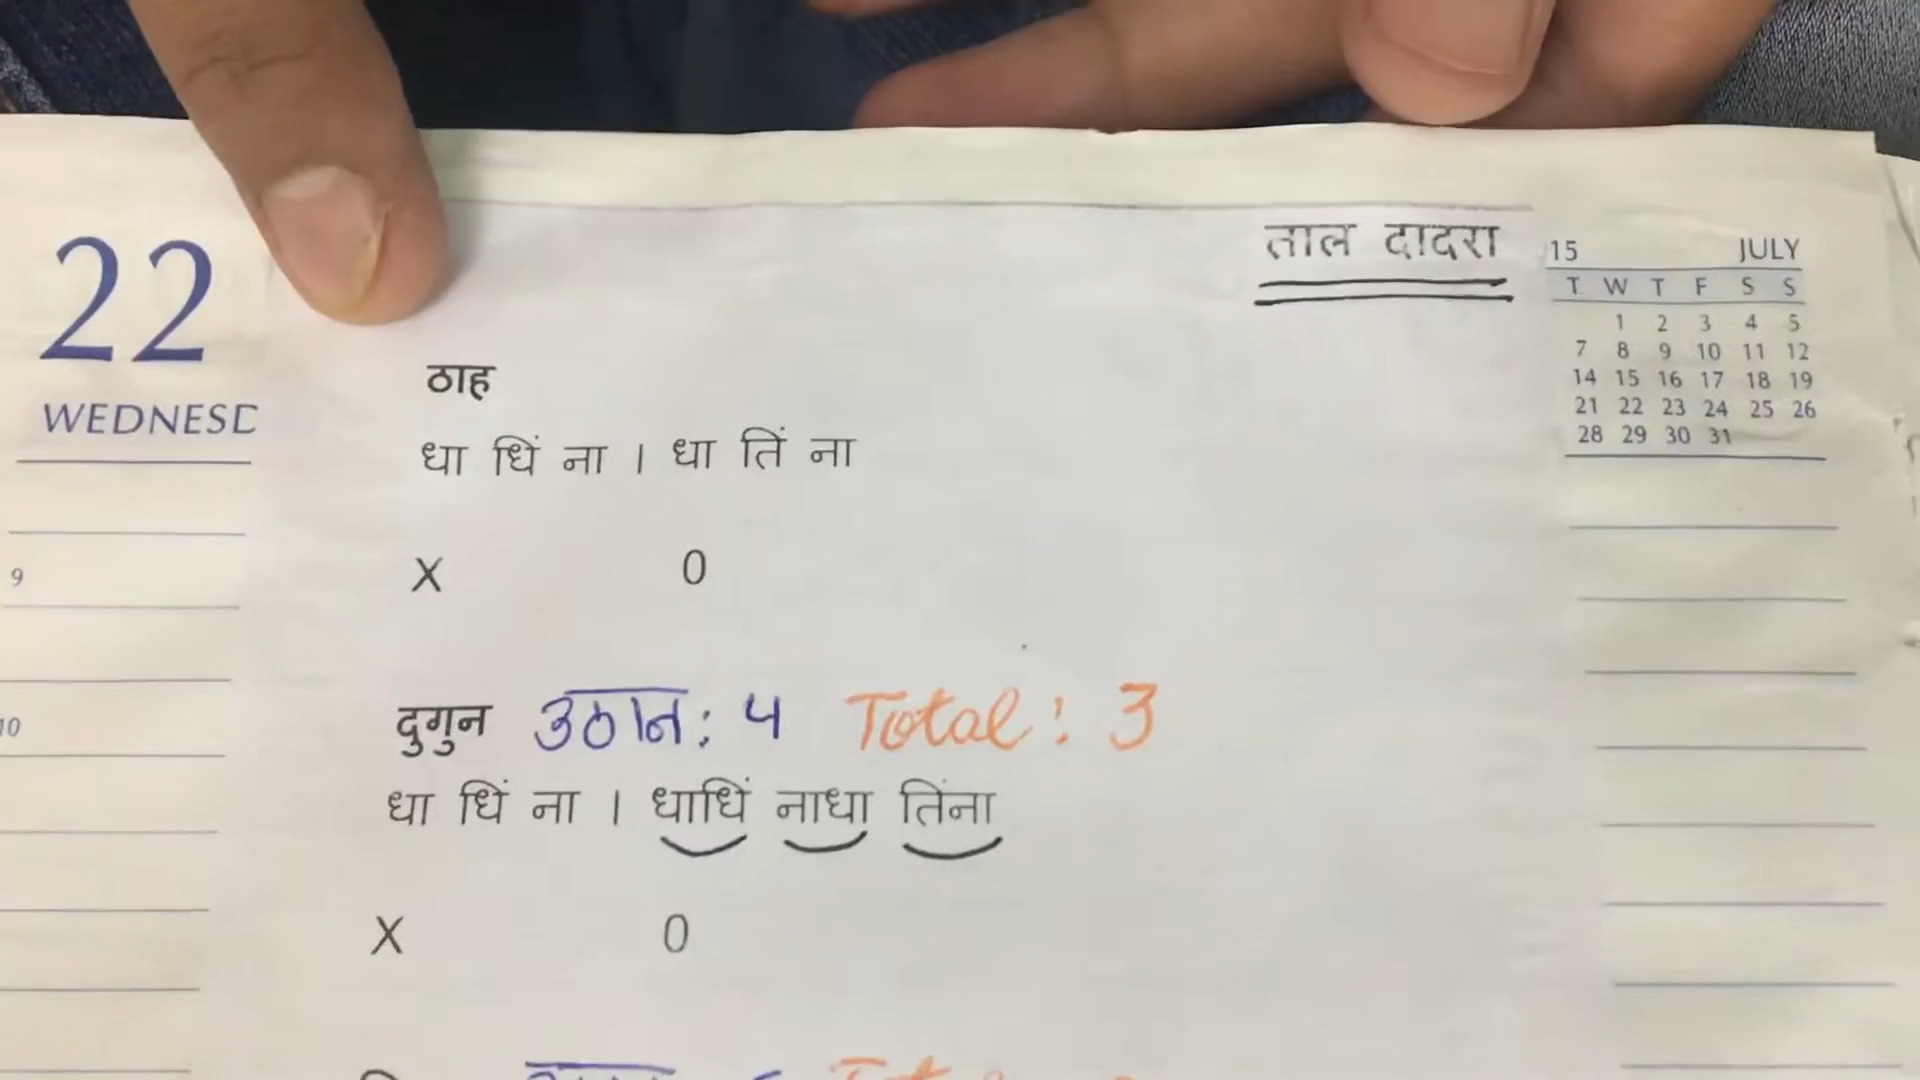 22
WEDNESD
9
10
ताल दादरा
15 JULY
T W T F S S
1 2 3 4 5
7 8 9 10 11 12
14 15 16 17 18 19
21 22 23 24 25 26
28 29 30 31
ठाह
धा धिं ना । धा तिं ना
X 0
दुगुन उठान: 4 Total: 3
धा धिं ना । धाधिं नाधा तिंना
X 0